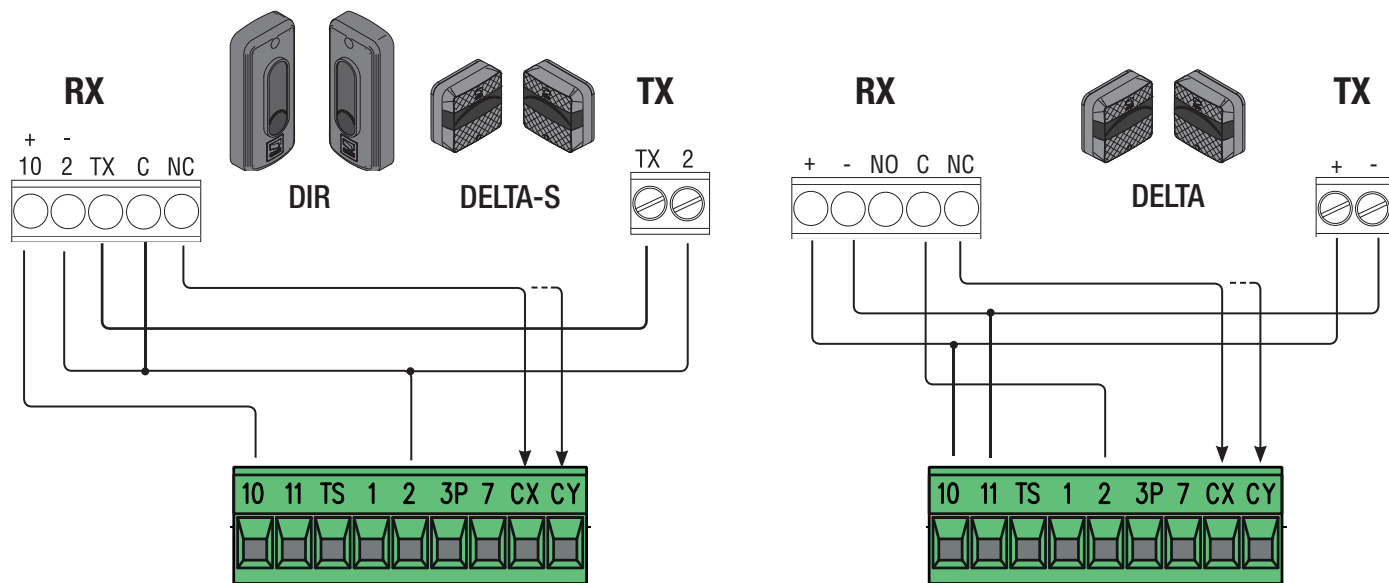 RX
TX
+ -
10 2 TX C NC
TX 2
DIR
DELTA-S
10 11 TS 1 2 3P 7 CX CY
RX
TX
+ - NO C NC
+ -
DELTA
10 11 TS 1 2 3P 7 CX CY